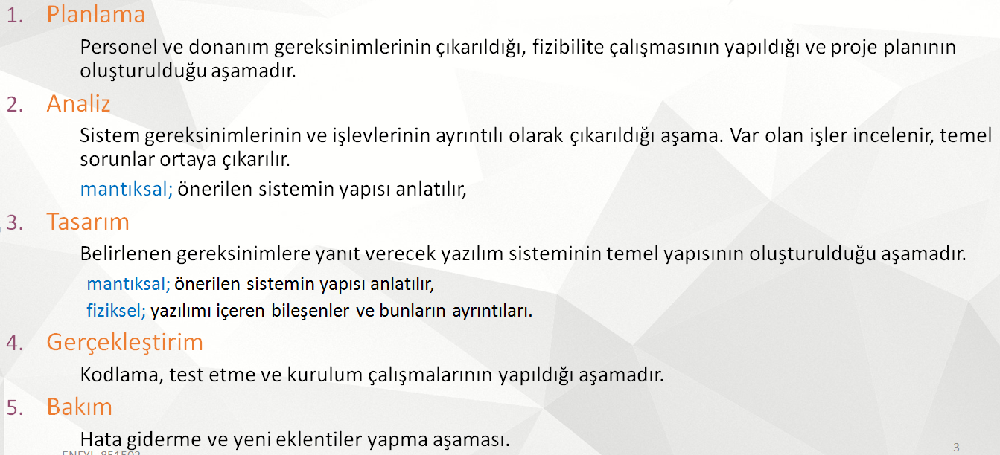 1. Planlama
Personel ve donanım gereksinimlerinin çıkarıldığı, fizibilite çalışmasının yapıldığı ve proje planının
oluşturulduğu aşamadır.
2. Analiz
Sistem gereksinimlerinin ve işlevlerinin ayrıntılı olarak çıkarıldığı aşama. Var olan işler incelenir, temel
sorunlar ortaya çıkarılır.
mantıksal; önerilen sistemin yapısı anlatılır,
3. Tasarım
Belirlenen gereksinimlere yanıt verecek yazılım sisteminin temel yapısının oluşturulduğu aşamadır.
mantıksal; önerilen sistemin yapısı anlatılır,
fiziksel; yazılımı içeren bileşenler ve bunların ayrıntıları.
4. Gerçekleştirim
Kodlama, test etme ve kurulum çalışmalarının yapıldığı aşamadır.
5. Bakım
Hata giderme ve yeni eklentiler yapma aşaması.
3